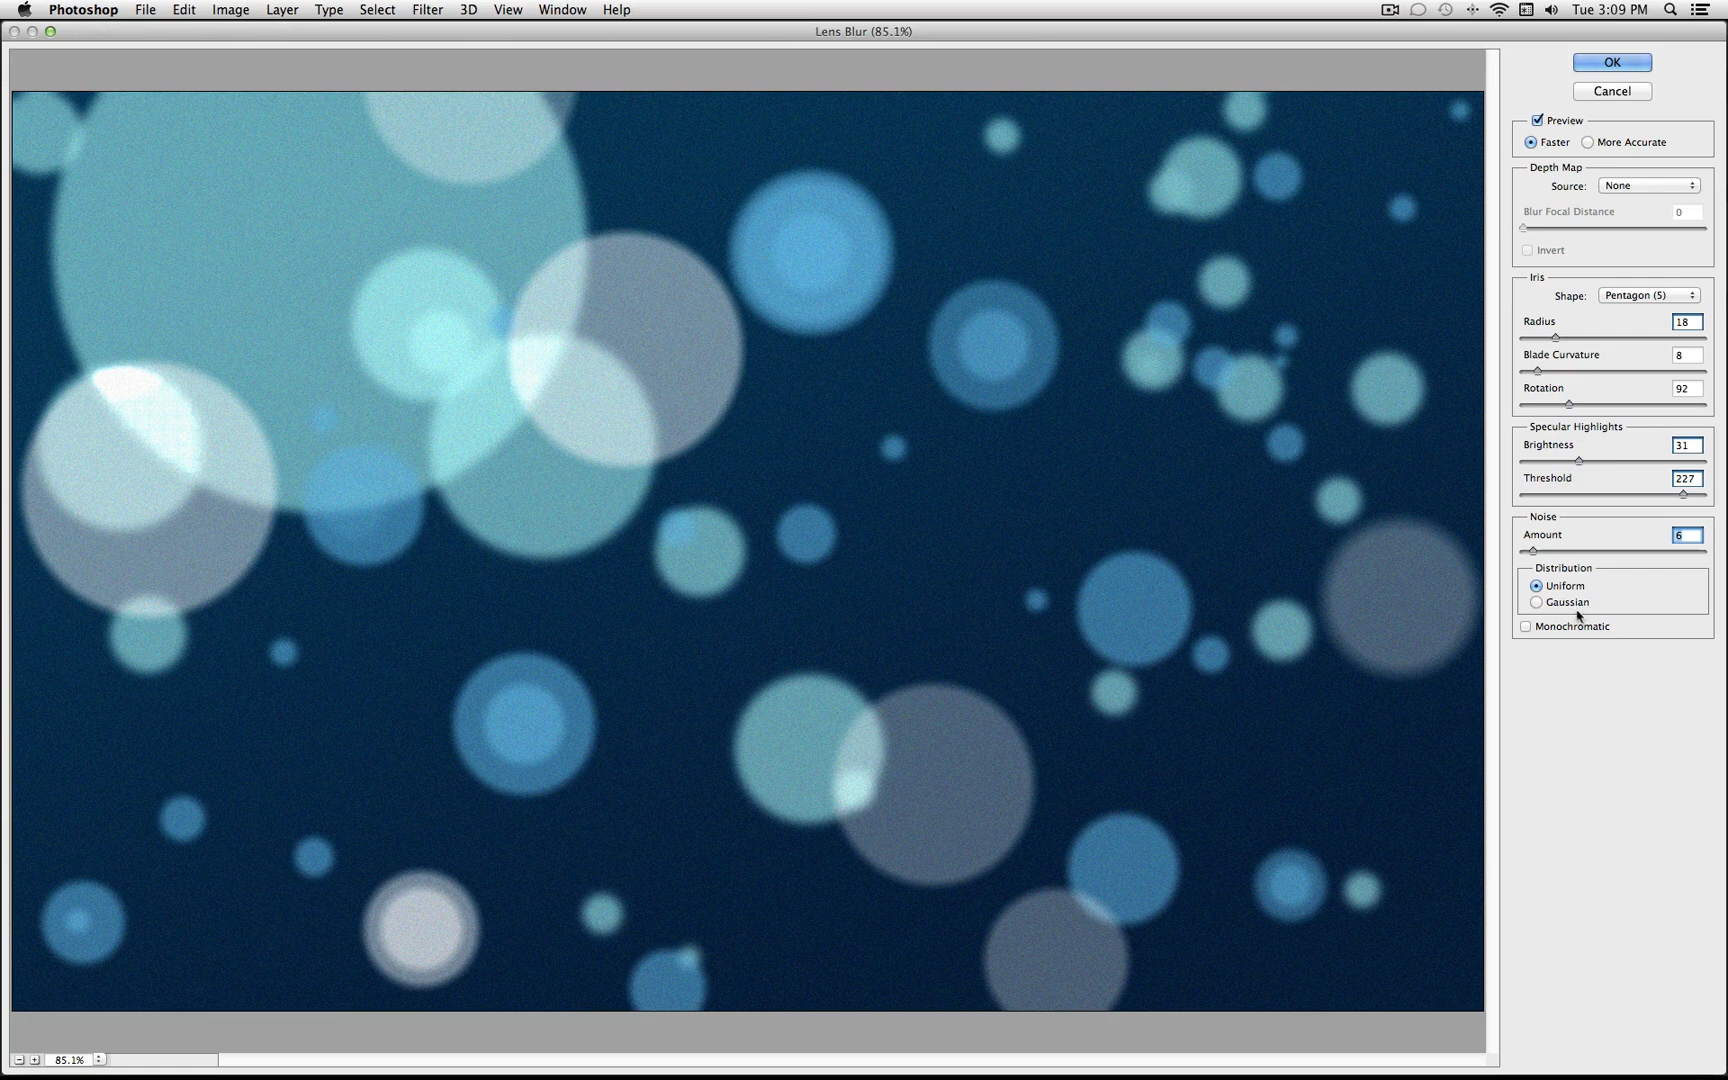 Photoshop File Edit Image Layer Type Select Filter 3D View Window Help Tue 3:09 PM
Lens Blur (85.1%)
OK
Cancel
Preview
Faster More Accurate
Depth Map
Source: None
Blur Focal Distance 0
Invert
Iris
Shape: Pentagon (5)
Radius 18
Blade Curvature 8
Rotation 92
Specular Highlights
Brightness 31
Threshold 227
Noise
Amount 6
Distribution
Uniform
Gaussian
Monochromatic
85.1%